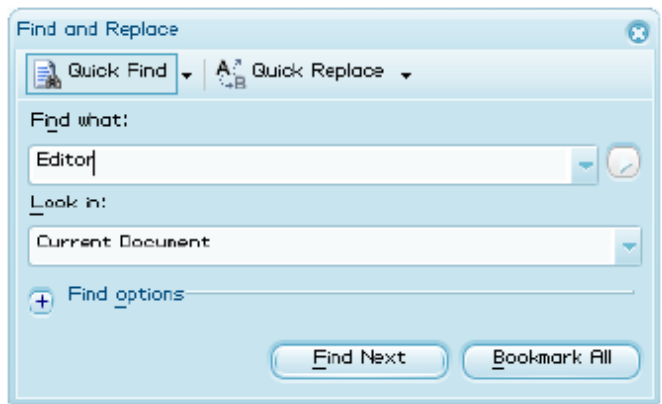 Find and Replace
Quick Find A B Quick Replace
Find what:
Editor
Look in:
Current Document
Find options
Find Next Bookmark All